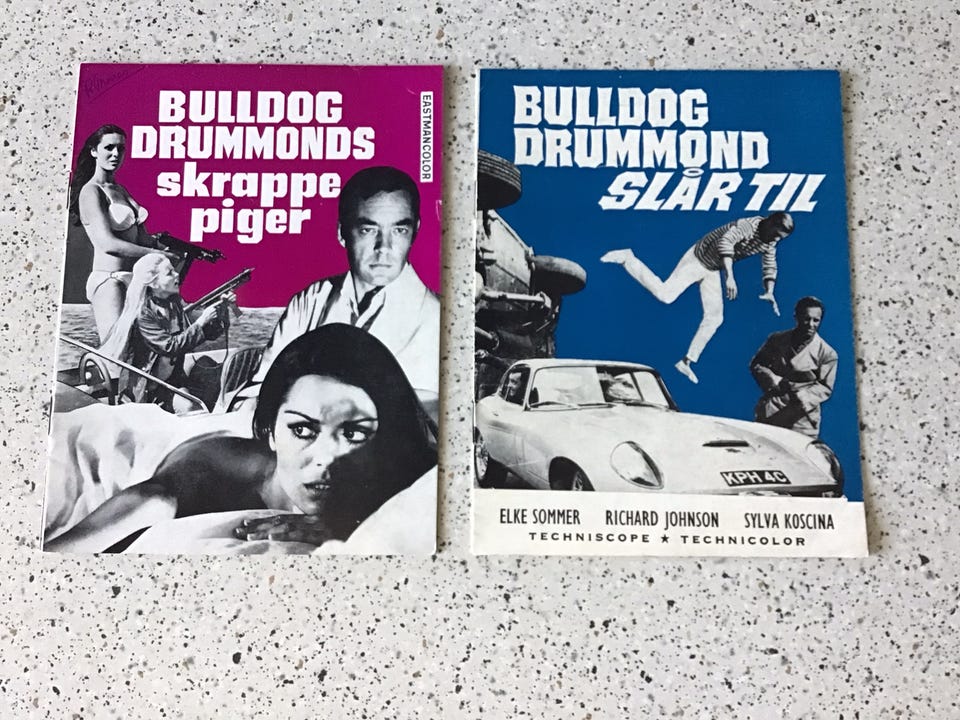 BULLDOG
DRUMMONDS
skrappe
piger
EASTMANCOLOR
BULLDOG
DRUMMOND
SLÅR TIL
KPH 4C
ELKE SOMMER RICHARD JOHNSON SYLVA KOSCINA
TECHNISCOPE ★ TECHNICOLOR